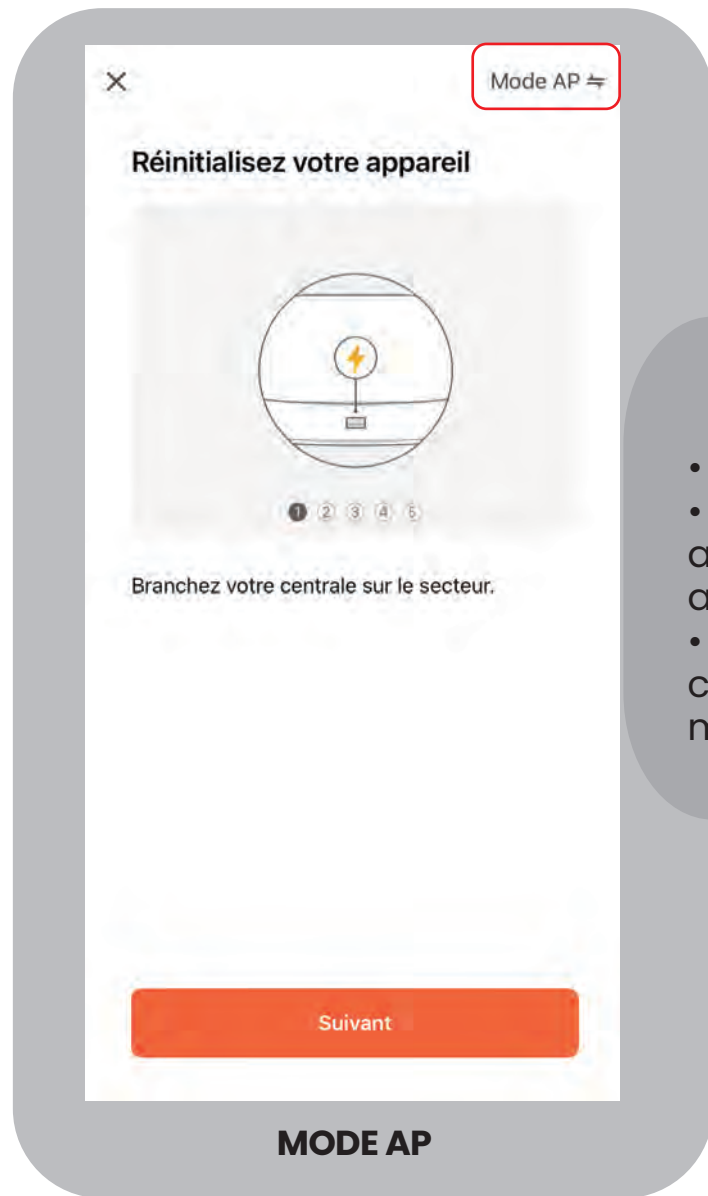 Mode AP ⇋
Réinitialisez votre appareil
1 2 3 4 5
Branchez votre centrale sur le secteur.
•
•
a
a
•
c
m
Suivant
MODE AP